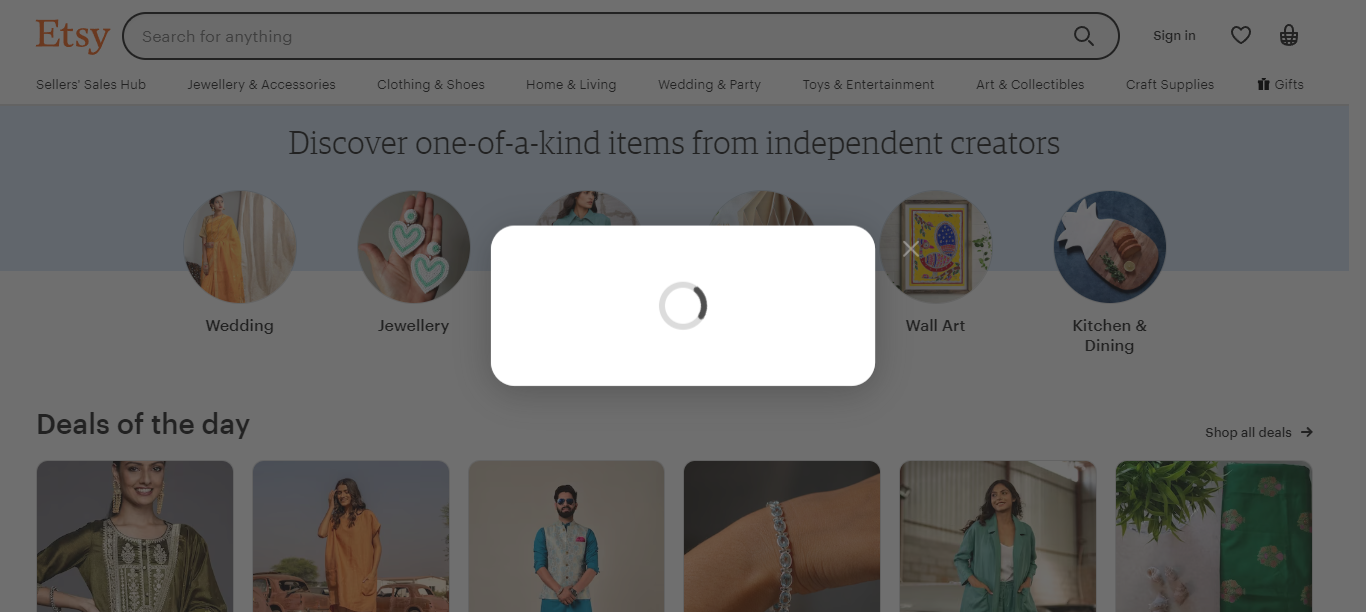 Etsy
Search for anything
Sign in
Sellers' Sales Hub
Jewellery & Accessories
Clothing & Shoes
Home & Living
Wedding & Party
Toys & Entertainment
Art & Collectibles
Craft Supplies
Gifts
Discover one-of-a-kind items from independent creators
Wedding
Jewellery
Wall Art
Kitchen &
Dining
Deals of the day
Shop all deals